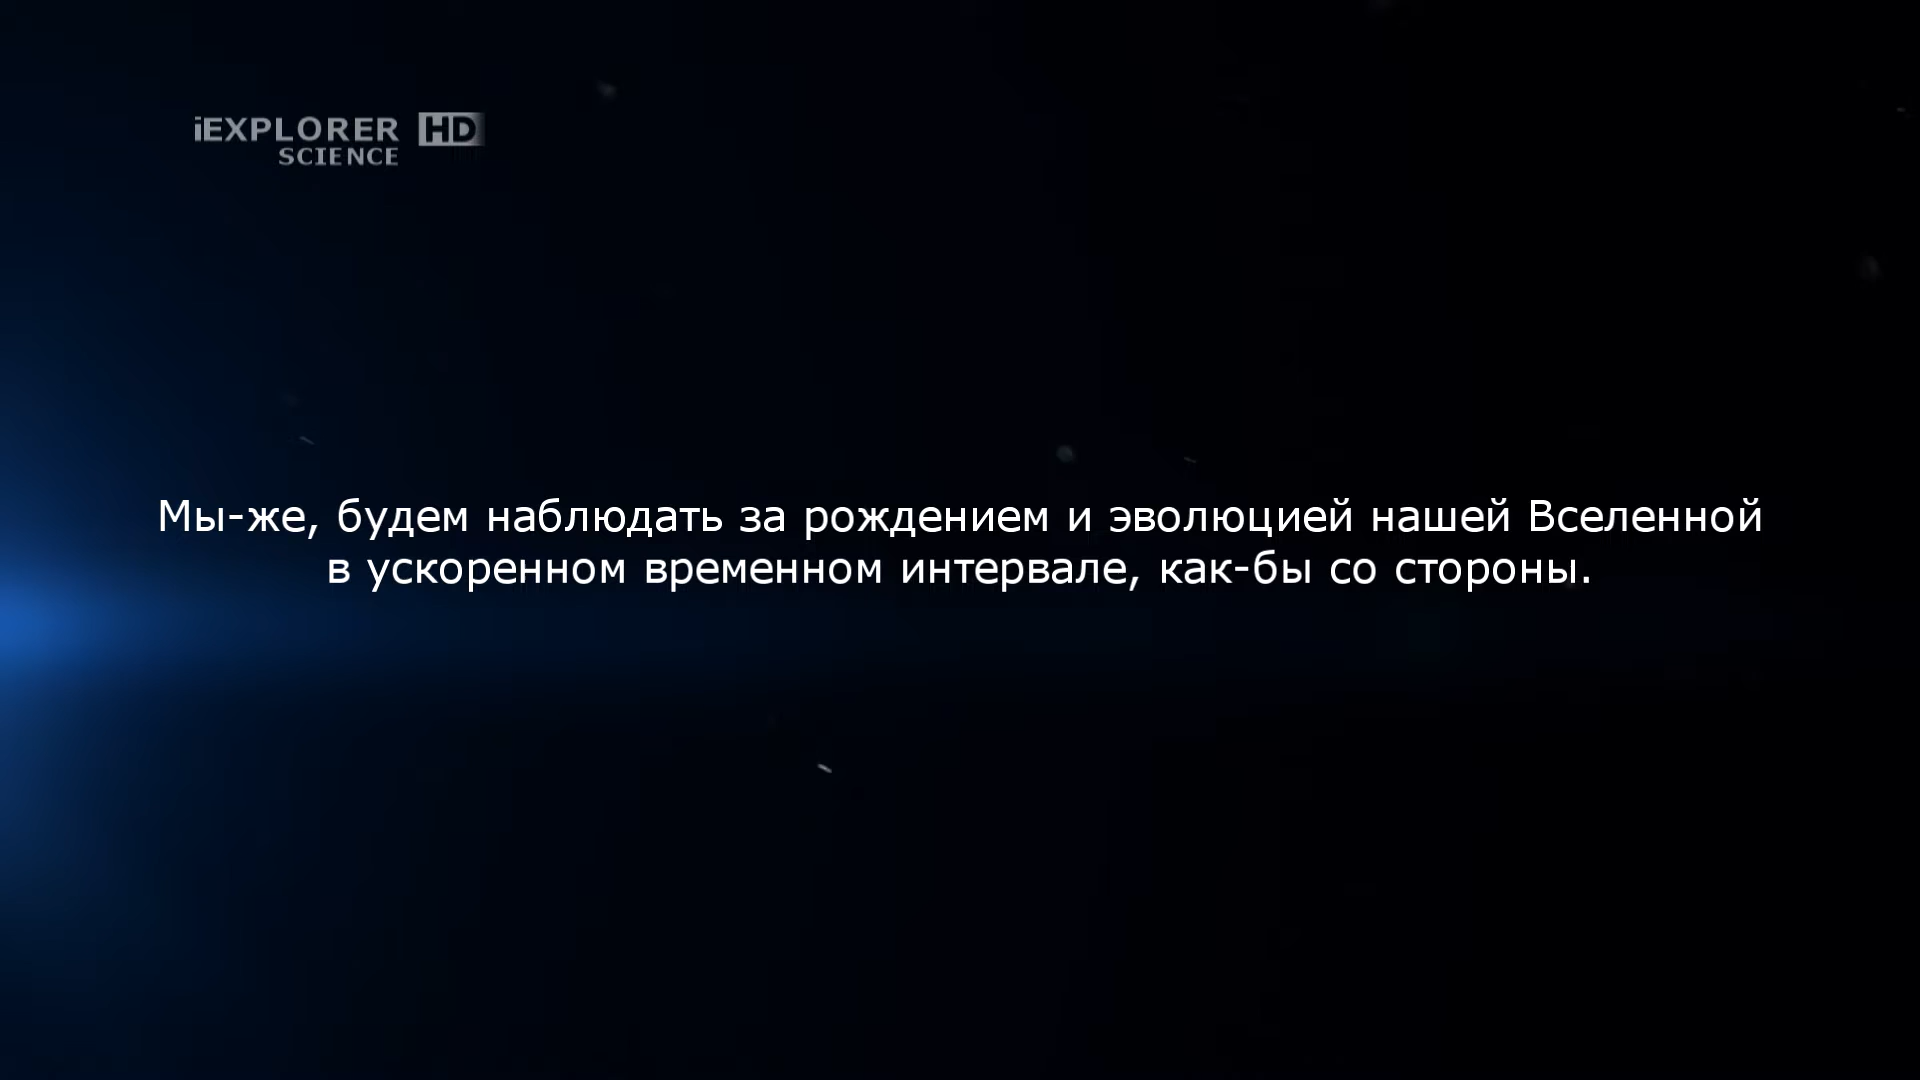 iEXPLORER HD
SCIENCE
Мы-же, будем наблюдать за рождением и эволюцией нашей Вселенной
в ускоренном временном интервале, как-бы со стороны.